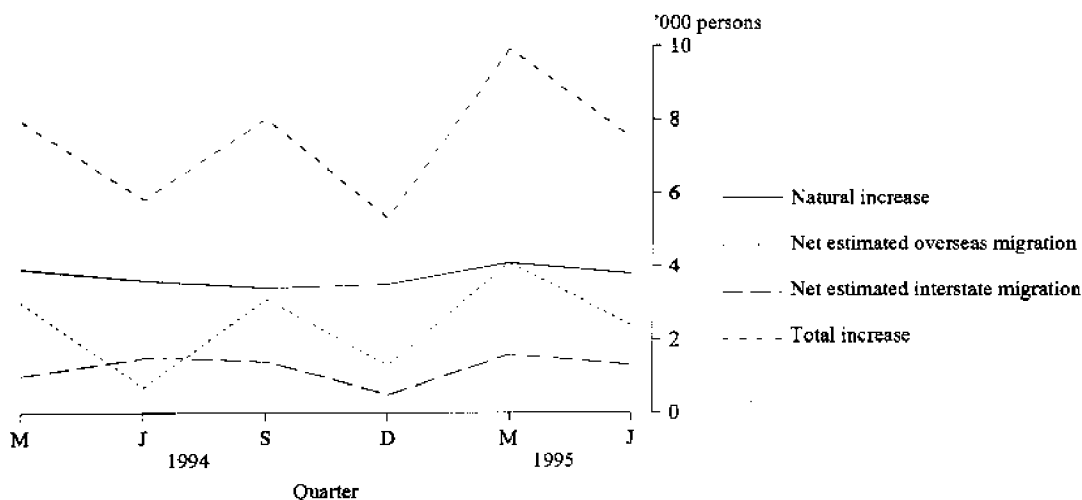 '000 persons
10
8
6
4
2
0
Natural increase
Net estimated overseas migration
Net estimated interstate migration
Total increase
M J S D M J
1994 1995
Quarter